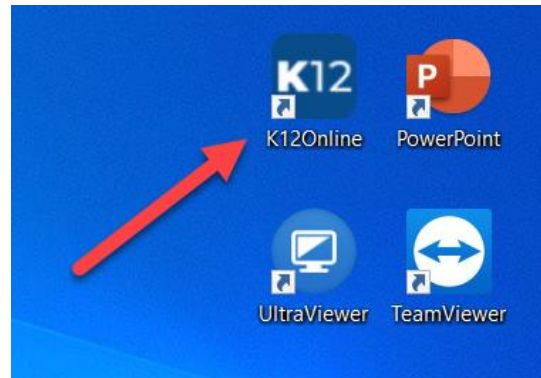 K12 P
K12Online PowerPoint
UltraViewer TeamViewer